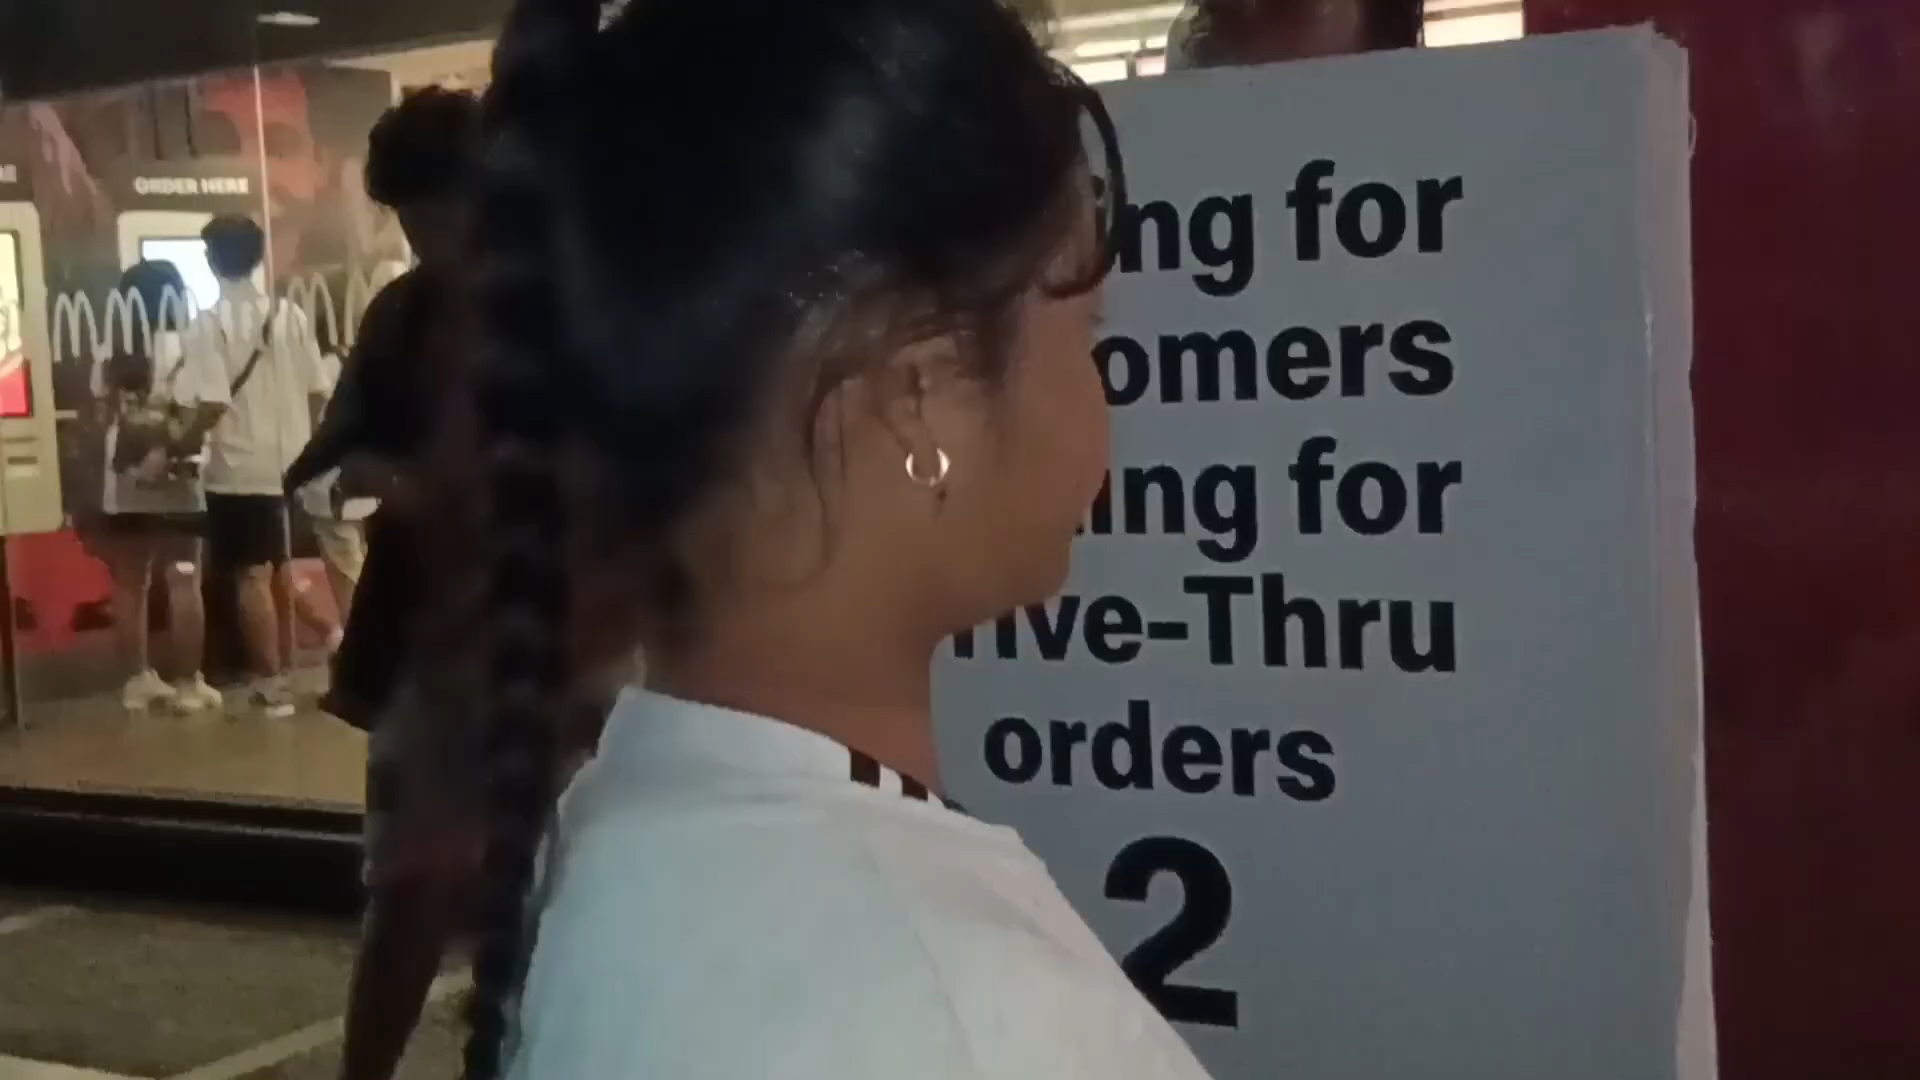 ORDER HERE
ing for
omers
ing for
ive-Thru
orders
2